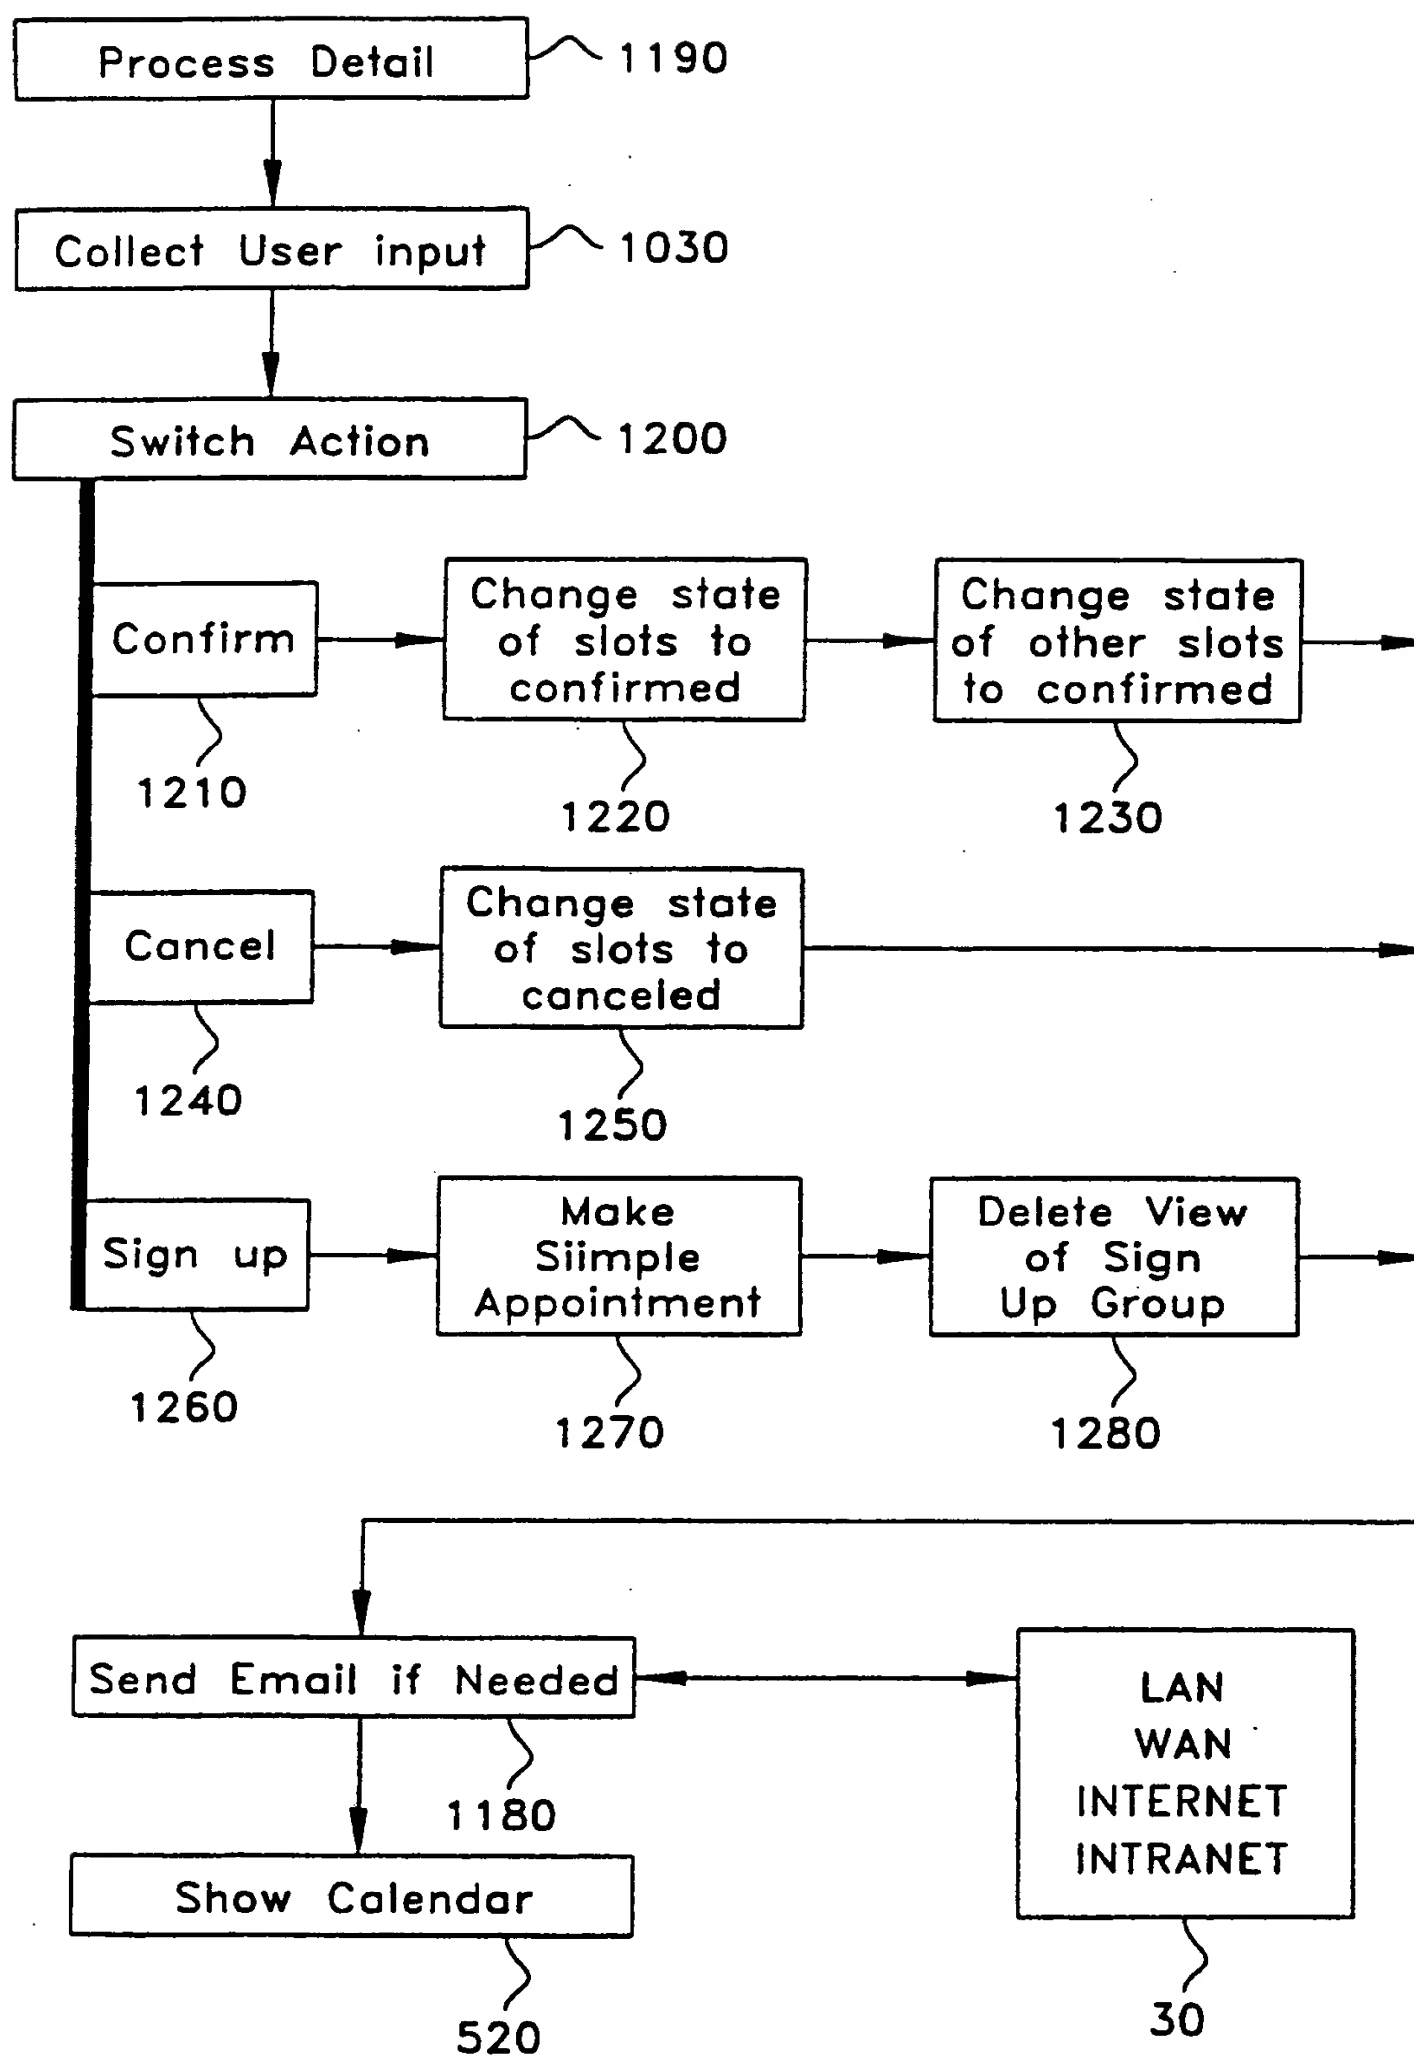 Process Detail
1190
Collect User input
1030
Switch Action
1200
Confirm
1210
Change state
of slots to
confirmed
1220
Change state
of other slots
to confirmed
1230
Cancel
1240
Change state
of slots to
canceled
1250
Sign up
1260
Make
Siimple
Appointment
1270
Delete View
of Sign
Up Group
1280
Send Email if Needed
1180
LAN
WAN
INTERNET
INTRANET
30
Show Calendar
520